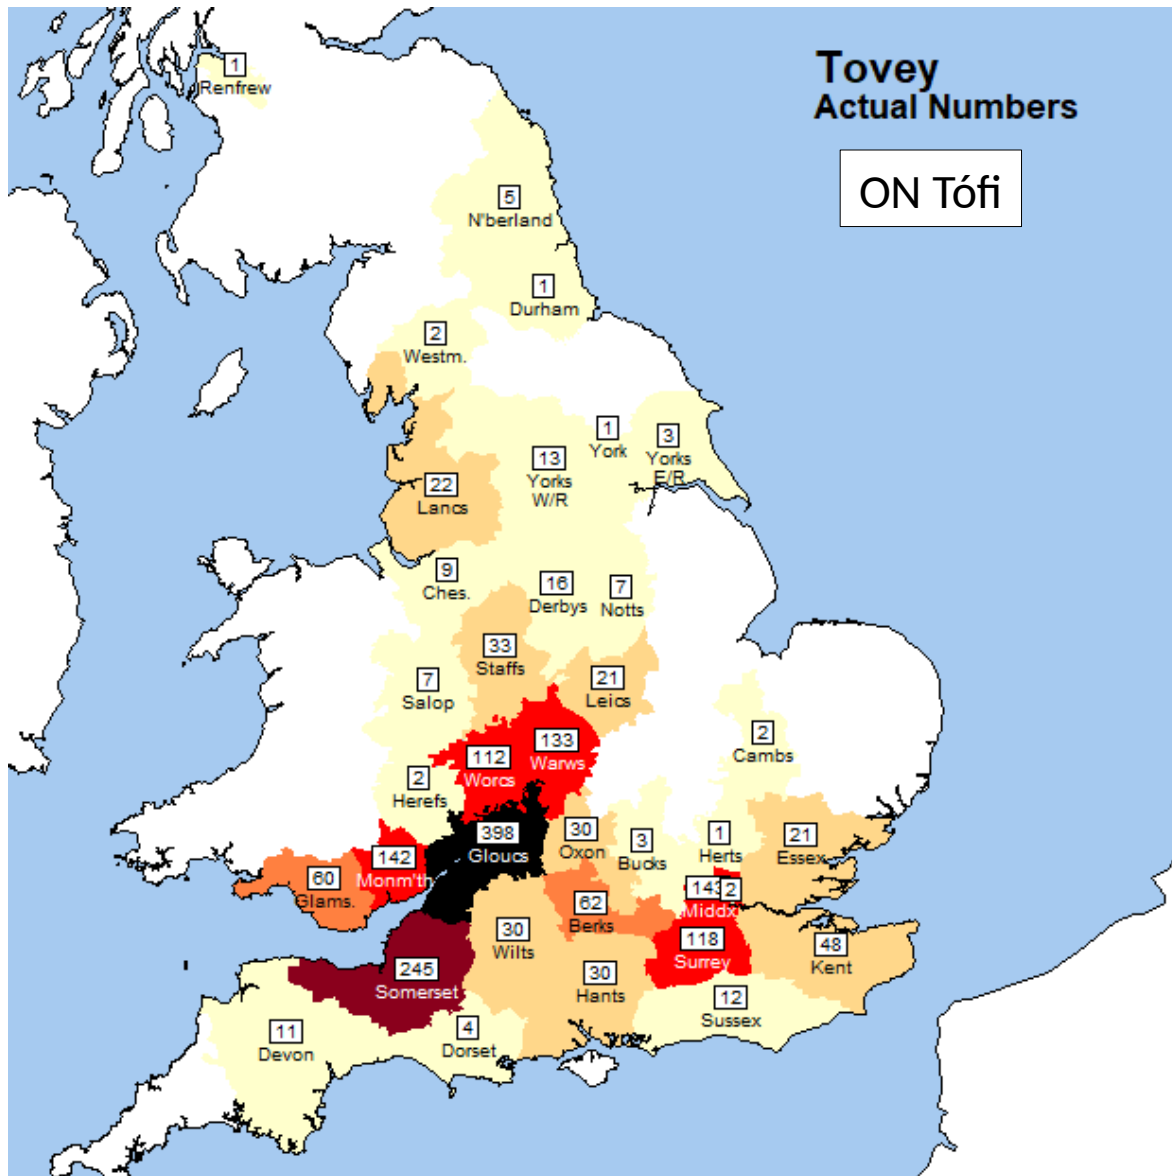 Tovey
Actual Numbers
ON Tófi
1
Renfrew
5
N'berland
1
Durham
2
Westm.
1
York
3
Yorks
E/R
13
Yorks
W/R
22
Lancs
9
Ches.
16
Derbys
7
Notts
33
Staffs
21
Leics
7
Salop
112
Worcs
133
Warws
2
Cambs
2
Herefs
398
Gloucs
30
Oxon
3
Bucks
1
Herts
21
Essex
142
Monm'th
60
Glams.
62
Berks
143
Middx
2
30
Wilts
118
Surrey
48
Kent
245
Somerset
30
Hants
12
Sussex
11
Devon
4
Dorset